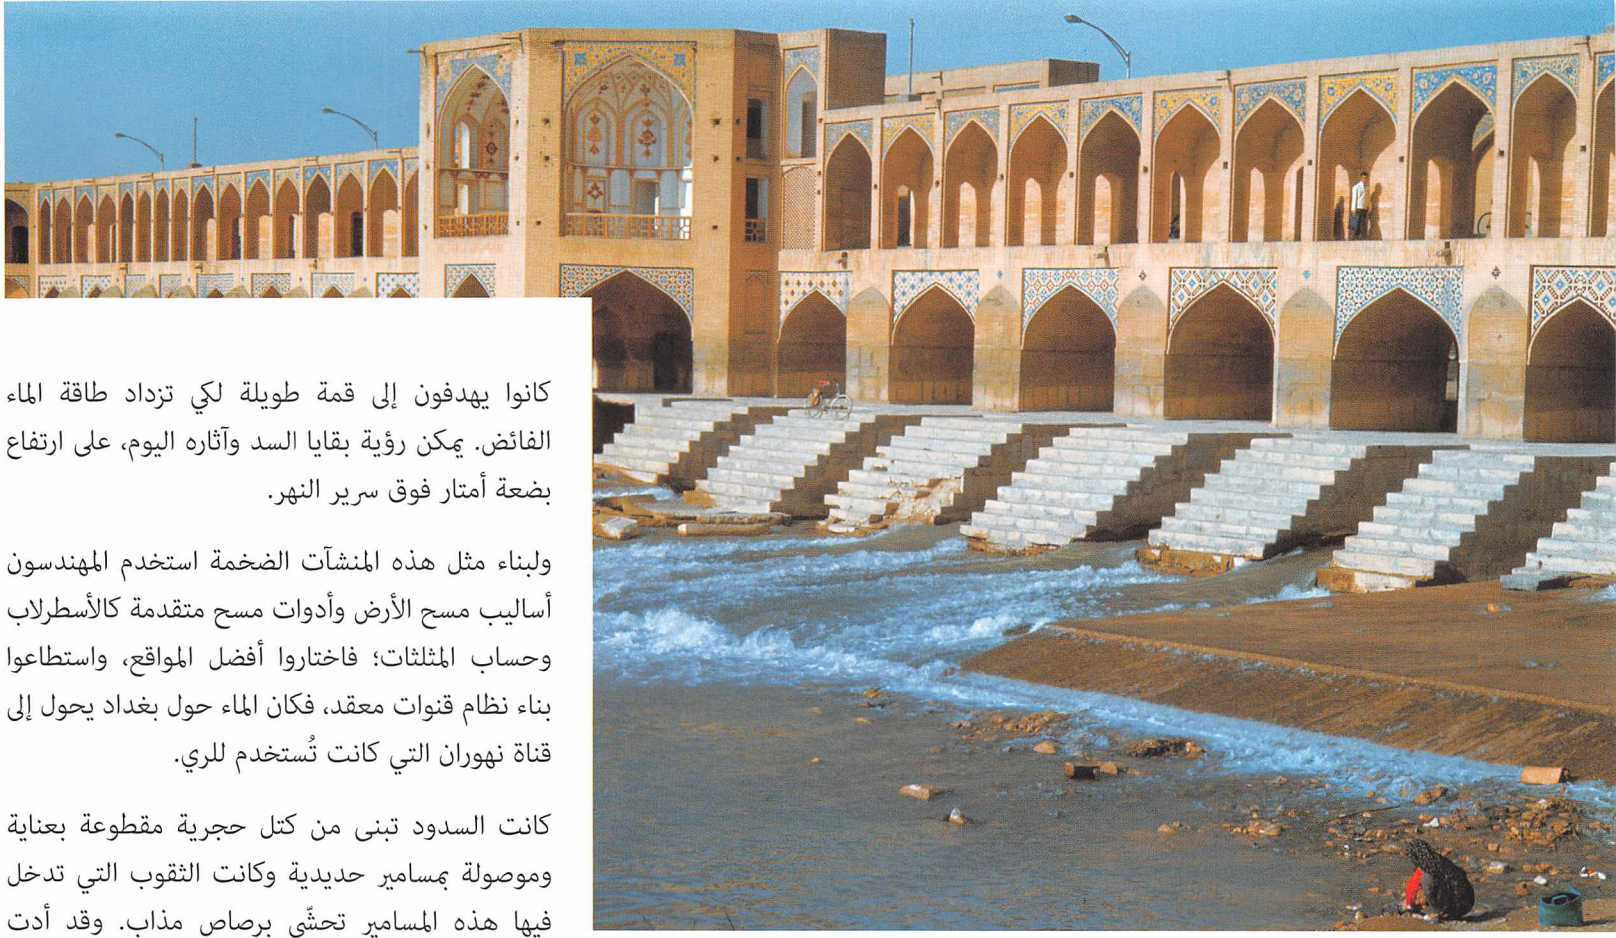 كانوا يهدفون إلى قمة طويلة لكي تزداد طاقة الماء
الفائض. يمكن رؤية بقايا السد وآثاره اليوم، على ارتفاع
بضعة أمتار فوق سرير النهر.
ولبناء مثل هذه المنشآت الضخمة استخدم المهندسون
أساليب مسح الأرض وأدوات مسح متقدمة كالأسطرلاب
وحساب المثلثات؛ فاختاروا أفضل المواقع، واستطاعوا
بناء نظام قنوات معقد، فكان الماء حول بغداد يحول إلى
قناة نهوران التي كانت تُستخدم للري.
كانت السدود تبنى من كتل حجرية مقطوعة بعناية
وموصولة بمسامير حديدية وكانت الثقوب التي تدخل
فيها هذه المسامير تحشّى برصاص مذاب. وقد أدت